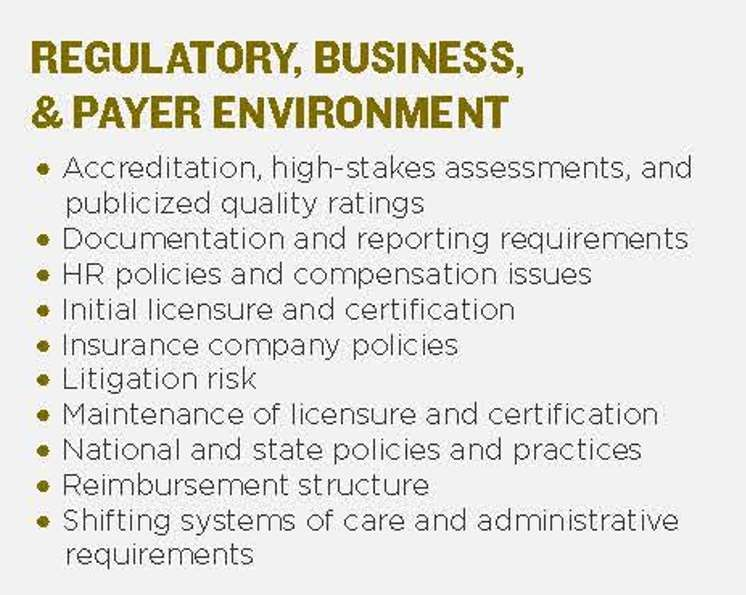 REGULATORY, BUSINESS,
& PAYER ENVIRONMENT
• Accreditation, high-stakes assessments, and
publicized quality ratings
• Documentation and reporting requirements
• HR policies and compensation issues
• Initial licensure and certification
• Insurance company policies
• Litigation risk
• Maintenance of licensure and certification
• National and state policies and practices
• Reimbursement structure
• Shifting systems of care and administrative
requirements